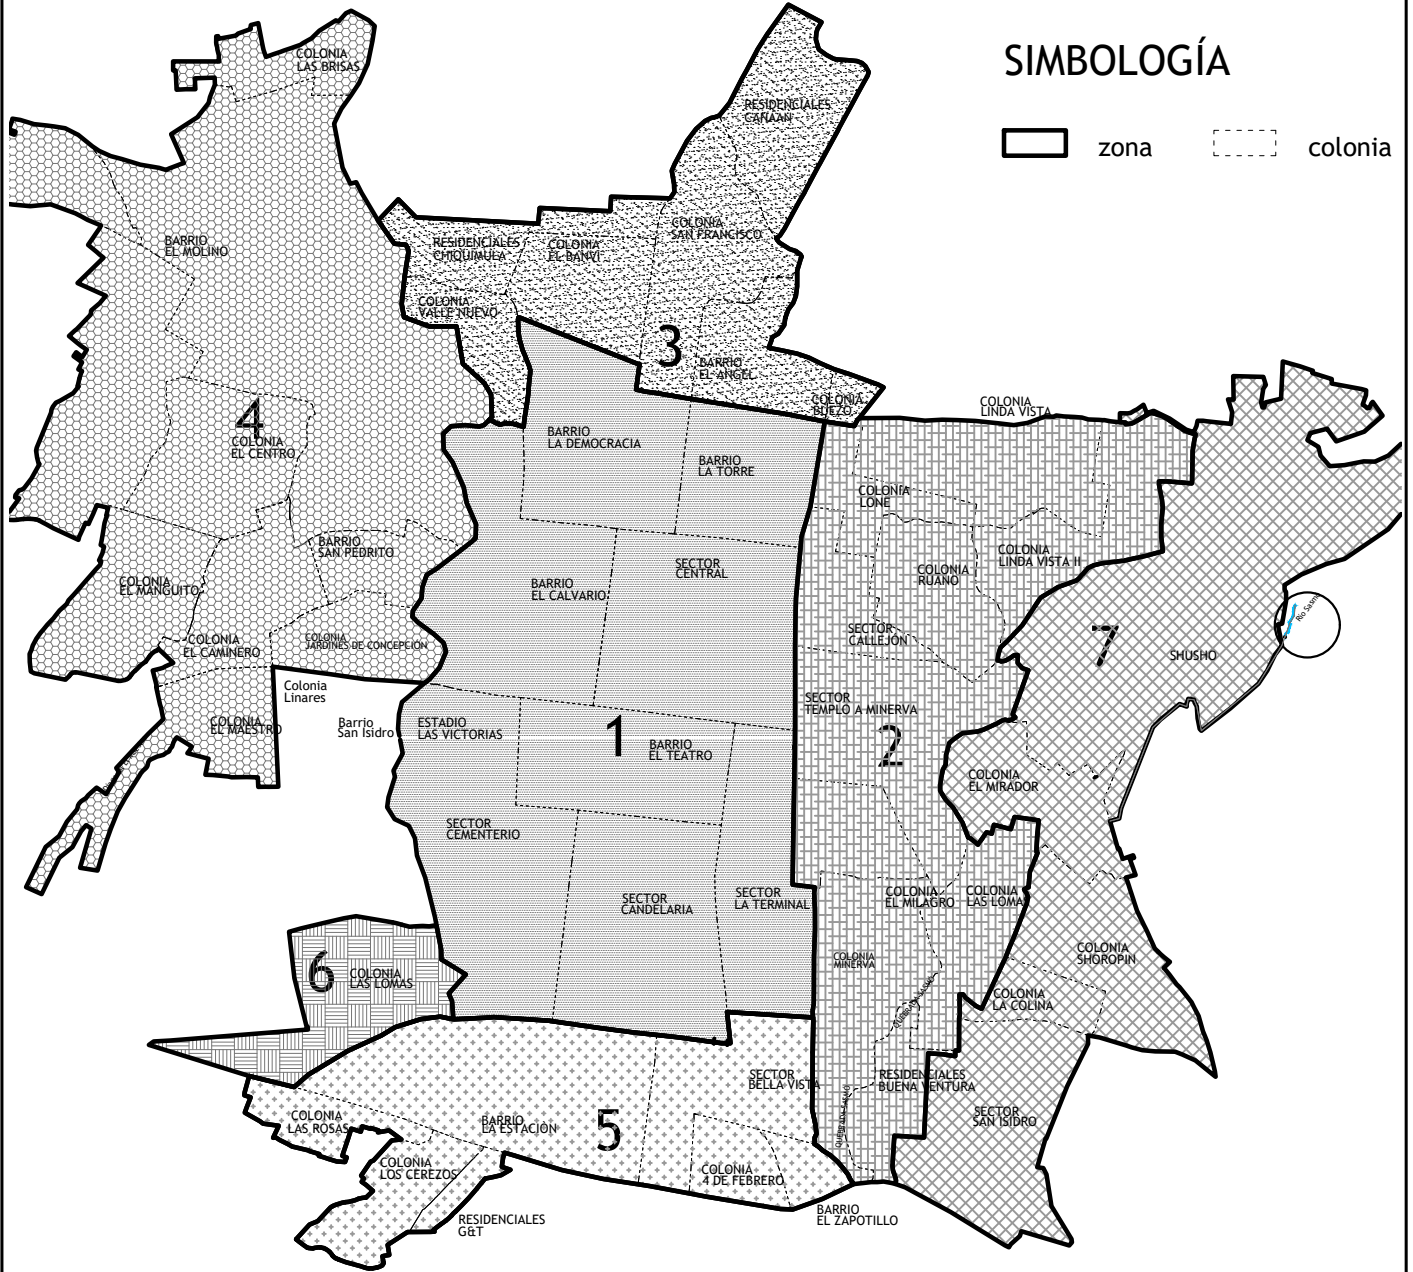 SIMBOLOGÍA
zona
colonia
COLONIA
LAS BRISAS
RESIDENCIALES
CANAAN
BARRIO
EL MOLINO
RESIDENCIALES
CHIQUIMULA
COLONIA
EL BANVI
COLONIA
SAN FRANCISCO
COLONIA
VALLE NUEVO
3
BARRIO
EL ANGEL
COLONIA
BUEZO
COLONIA
LINDA VISTA
4
COLONIA
EL CENTRO
BARRIO
LA DEMOCRACIA
BARRIO
LA TORRE
COLONIA
LONE
BARRIO
SAN PEDRITO
COLONIA
LINDA VISTA II
COLONIA
RUANO
SECTOR
CENTRAL
BARRIO
EL CALVARIO
COLONIA
EL MANGUITO
COLONIA
EL CAMINERO
COLONIA
JARDINES DE CONCEPCIÓN
SECTOR
CALLEJÓN
7
SHUSHO
Colonia
Linares
COLONIA
EL MAESTRO
Barrio
San Isidro
ESTADIO
LAS VICTORIAS
1
BARRIO
EL TEATRO
SECTOR
TEMPLO A MINERVA
2
COLONIA
EL MIRADOR
SECTOR
CEMENTERIO
SECTOR
CANDELARIA
SECTOR
LA TERMINAL
COLONIA
EL MILAGRO
COLONIA
LAS LOMAS
COLONIA
MINERVA
COLONIA
SHOROPIN
6
COLONIA
LAS LOMAS
COLONIA
LA COLINA
QUEBRADA SASMÓ
SECTOR
BELLA VISTA
RESIDENCIALES
BUENA VENTURA
QUEBRADA SASMÓ
SECTOR
SAN ISIDRO
COLONIA
LAS ROSAS
BARRIO
LA ESTACIÓN
5
COLONIA
LOS CEREZOS
COLONIA
4 DE FEBRERO
RESIDENCIALES
G&T
BARRIO
EL ZAPOTILLO